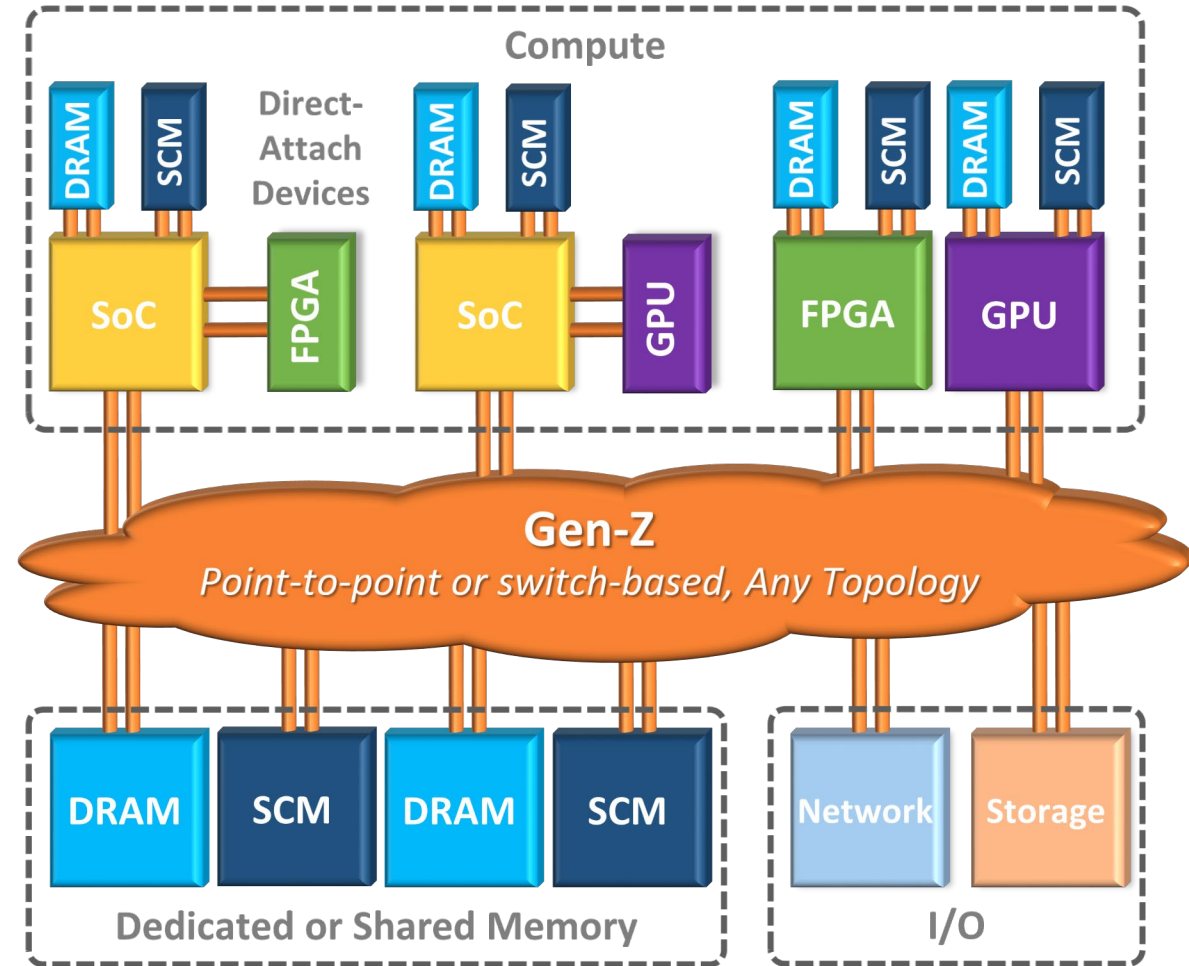 Compute
DRAM
SCM
Direct-
Attach
Devices
DRAM
SCM
DRAM
SCM
DRAM
SCM
SoC
FPGA
SoC
GPU
FPGA
GPU
Gen-Z
Point-to-point or switch-based, Any Topology
DRAM
SCM
DRAM
SCM
Network
Storage
Dedicated or Shared Memory
I/O